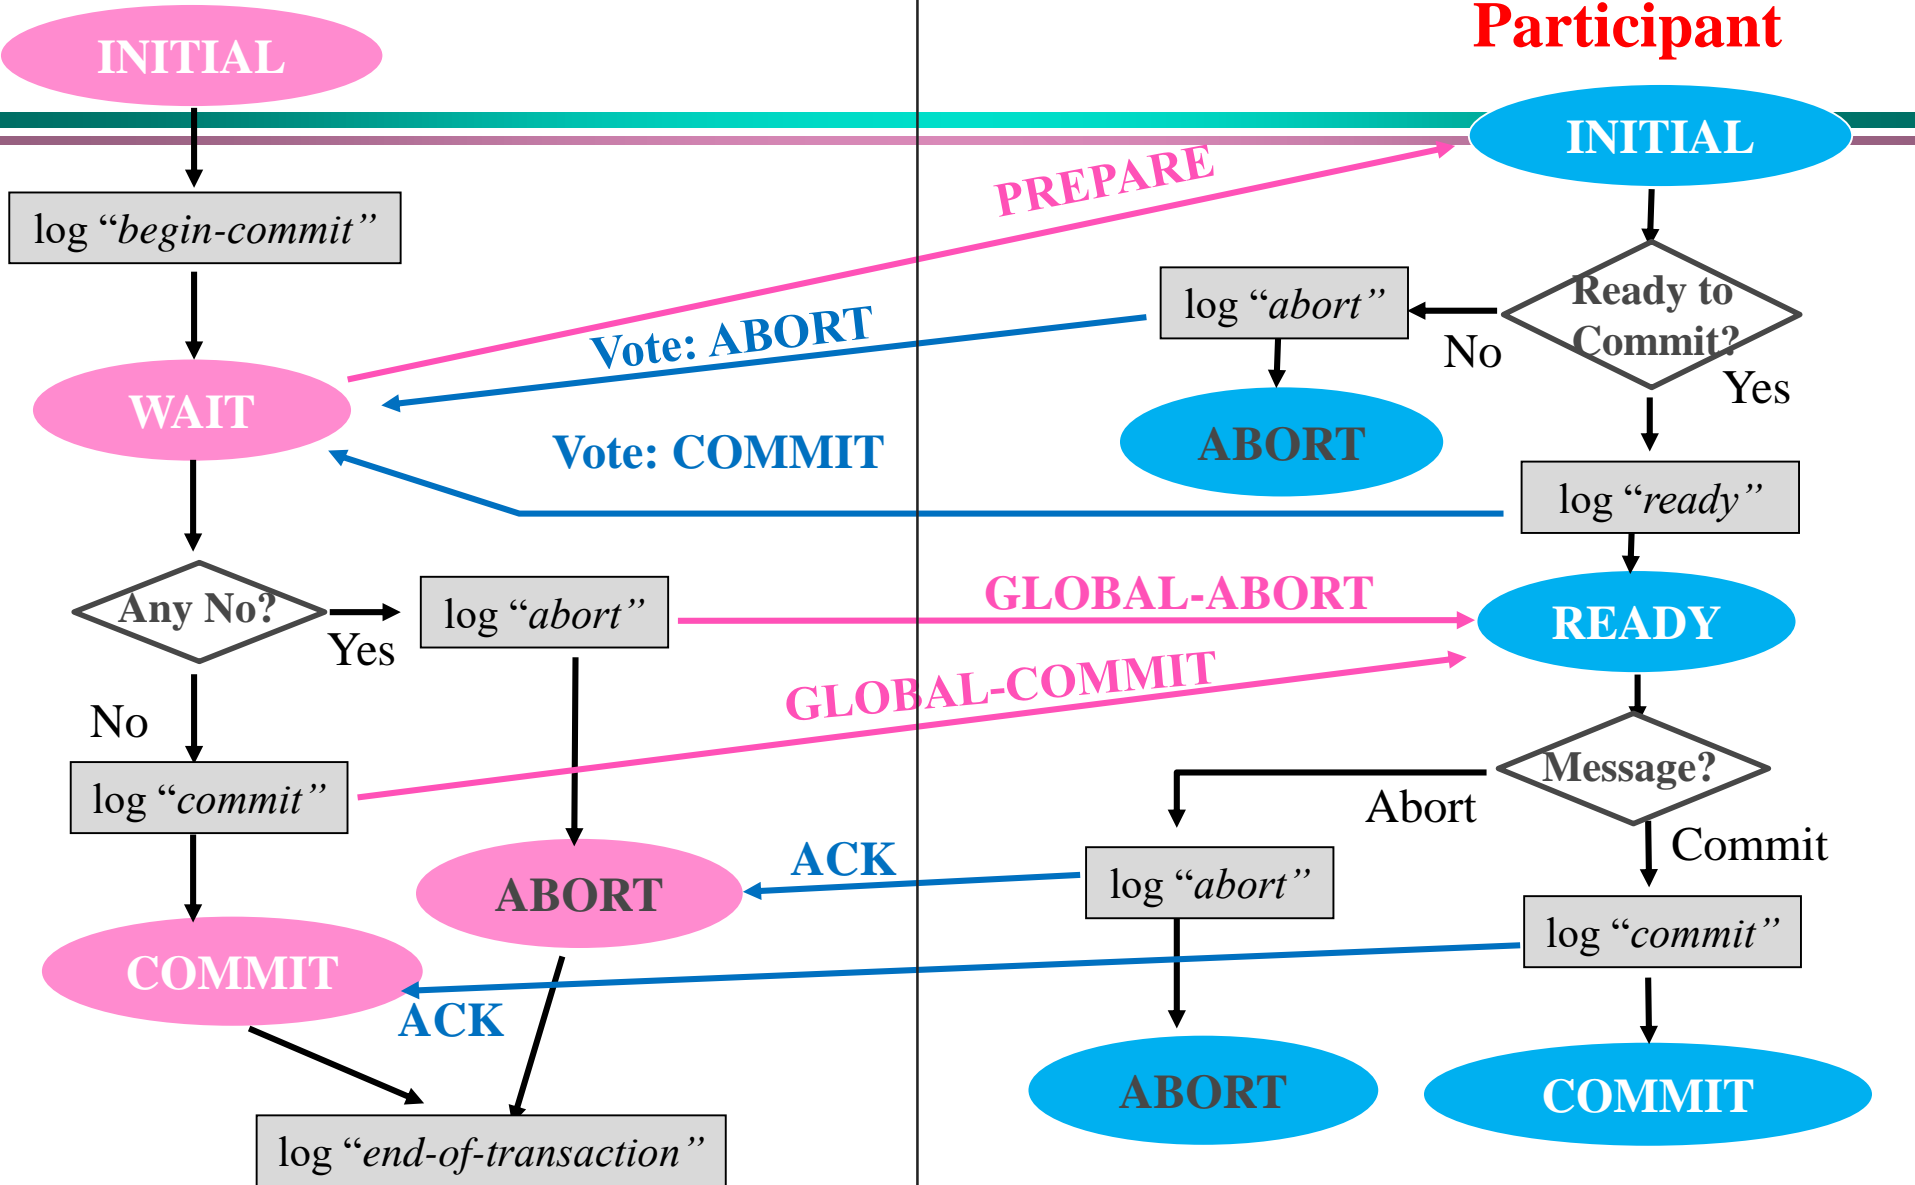 Participant
INITIAL
INITIAL
PREPARE
log “begin-commit”
Ready to
Commit?
log “abort”
Vote: ABORT
No
Yes
WAIT
ABORT
Vote: COMMIT
log “ready”
Any No?
Yes
log “abort”
GLOBAL-ABORT
READY
No
GLOBAL-COMMIT
Message?
log “commit”
Abort
Commit
ACK
ABORT
log “abort”
log “commit”
COMMIT
ACK
ABORT
COMMIT
log “end-of-transaction”